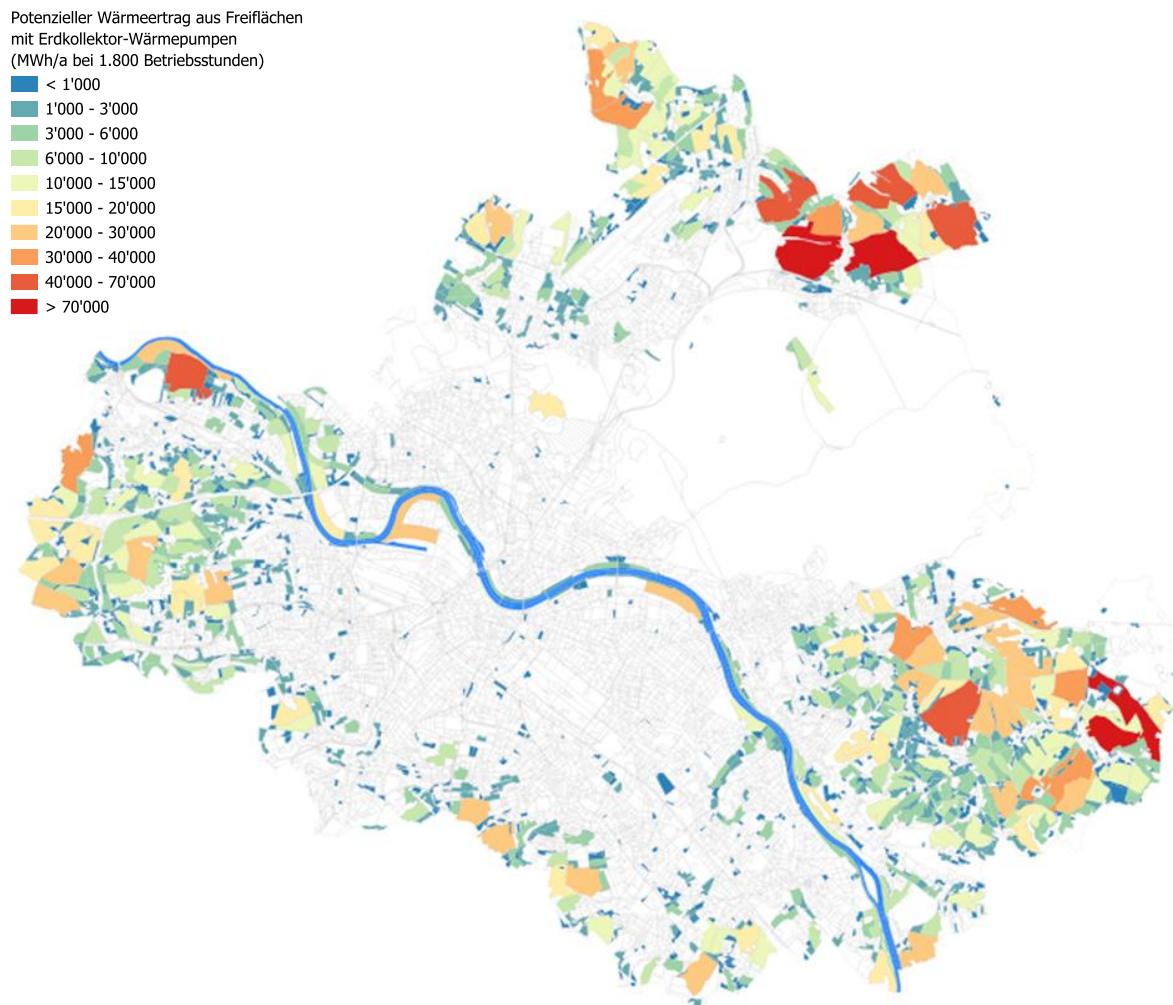 Potenzieller Wärmeertrag aus Freiflächen
mit Erdkollektor-Wärmepumpen
(MWh/a bei 1.800 Betriebsstunden)
< 1'000
1'000 - 3'000
3'000 - 6'000
6'000 - 10'000
10'000 - 15'000
15'000 - 20'000
20'000 - 30'000
30'000 - 40'000
40'000 - 70'000
> 70'000